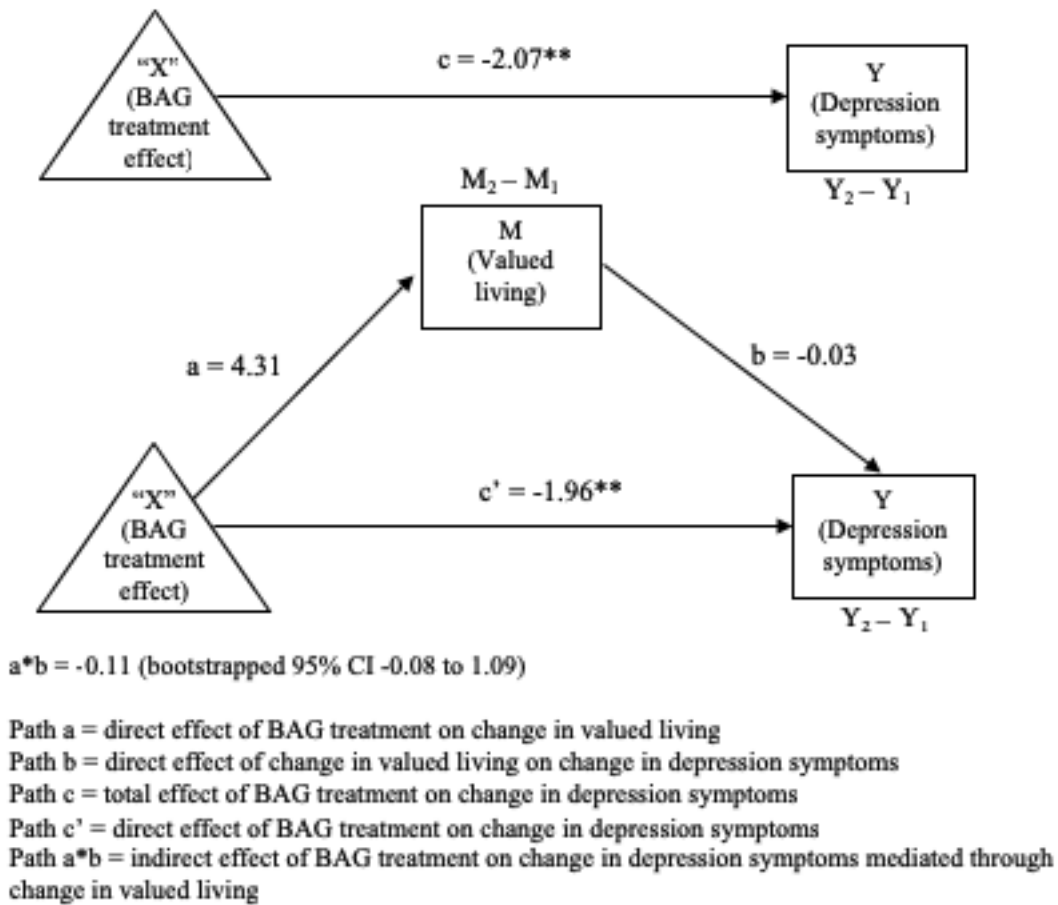 c = -2.07**
“X”
(BAG
treatment
effect)
Y
(Depression
symptoms)
Y₂ – Y₁
M₂ – M₁
M
(Valued
living)
a = 4.31
b = -0.03
“X”
(BAG
treatment
effect)
c’ = -1.96**
Y
(Depression
symptoms)
Y₂ – Y₁
a*b = -0.11 (bootstrapped 95% CI -0.08 to 1.09)
Path a = direct effect of BAG treatment on change in valued living
Path b = direct effect of change in valued living on change in depression symptoms
Path c = total effect of BAG treatment on change in depression symptoms
Path c’ = direct effect of BAG treatment on change in depression symptoms
Path a*b = indirect effect of BAG treatment on change in depression symptoms mediated through
change in valued living